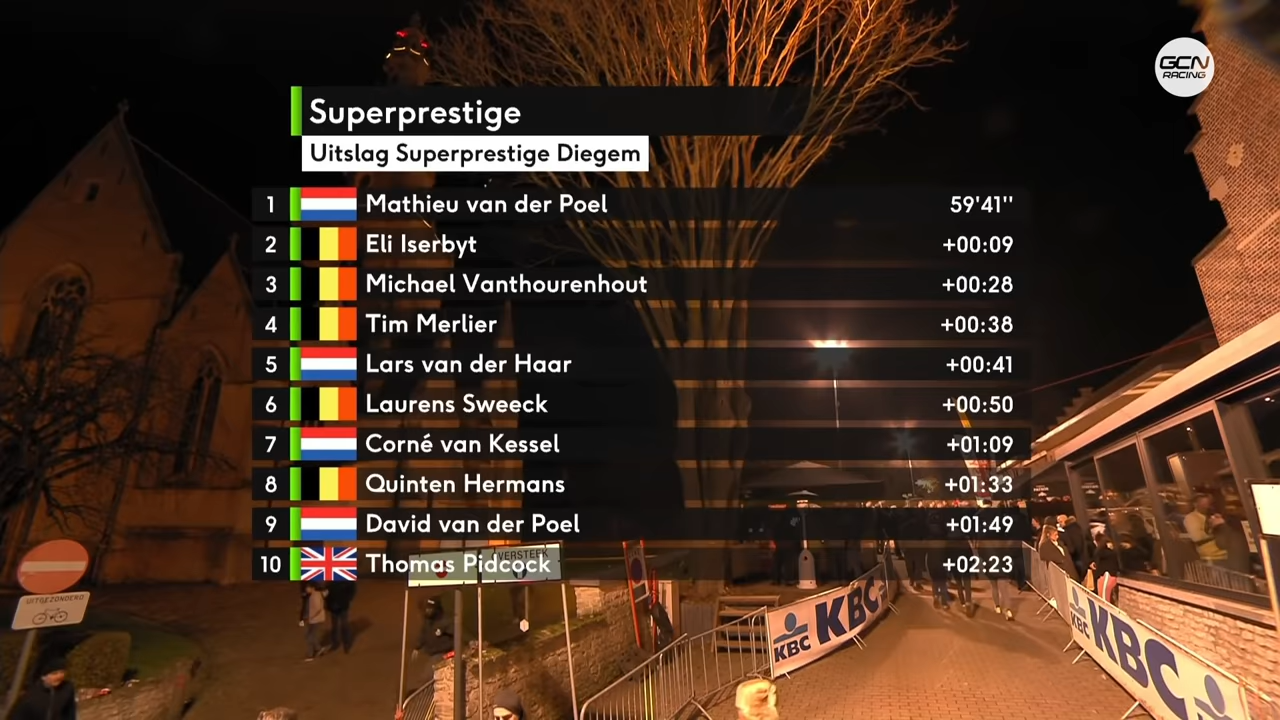 GCN
RACING
Superprestige
Uitslag Superprestige Diegem
1 Mathieu van der Poel 59'41''
2 Eli Iserbyt +00:09
3 Michael Vanthourenhout +00:28
4 Tim Merlier +00:38
5 Lars van der Haar +00:41
6 Laurens Sweeck +00:50
7 Corné van Kessel +01:09
8 Quinten Hermans +01:33
9 David van der Poel +01:49
10 Thomas Pidcock +02:23
VERSTEEK
UITGEZONDERD
KBC
KBC
KBC